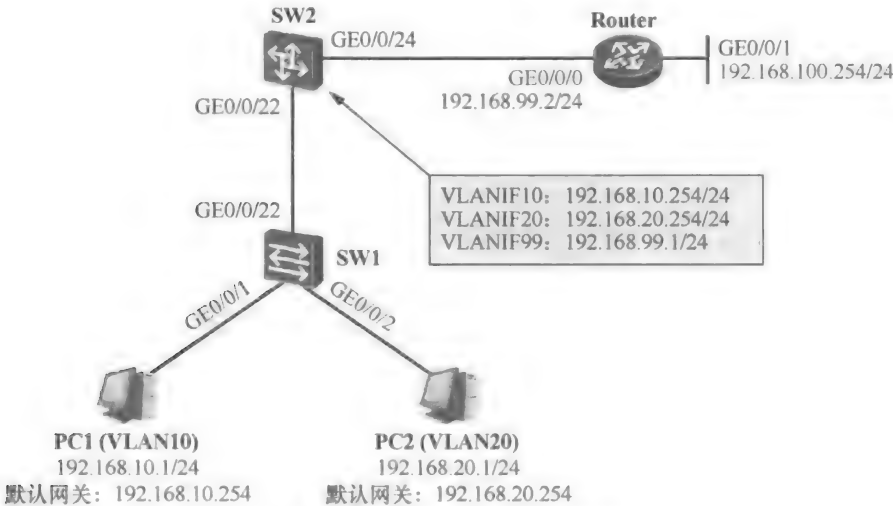 SW2
Router
GE0/0/24
GE0/0/1
GE0/0/0
192.168.100.254/24
192.168.99.2/24
GE0/0/22
VLANIF10：192.168.10.254/24
VLANIF20：192.168.20.254/24
VLANIF99：192.168.99.1/24
GE0/0/22
SW1
GE0/0/1
GE0/0/2
PC1 (VLAN10)
192.168.10.1/24
默认网关：192.168.10.254
PC2 (VLAN20)
192.168.20.1/24
默认网关：192.168.20.254